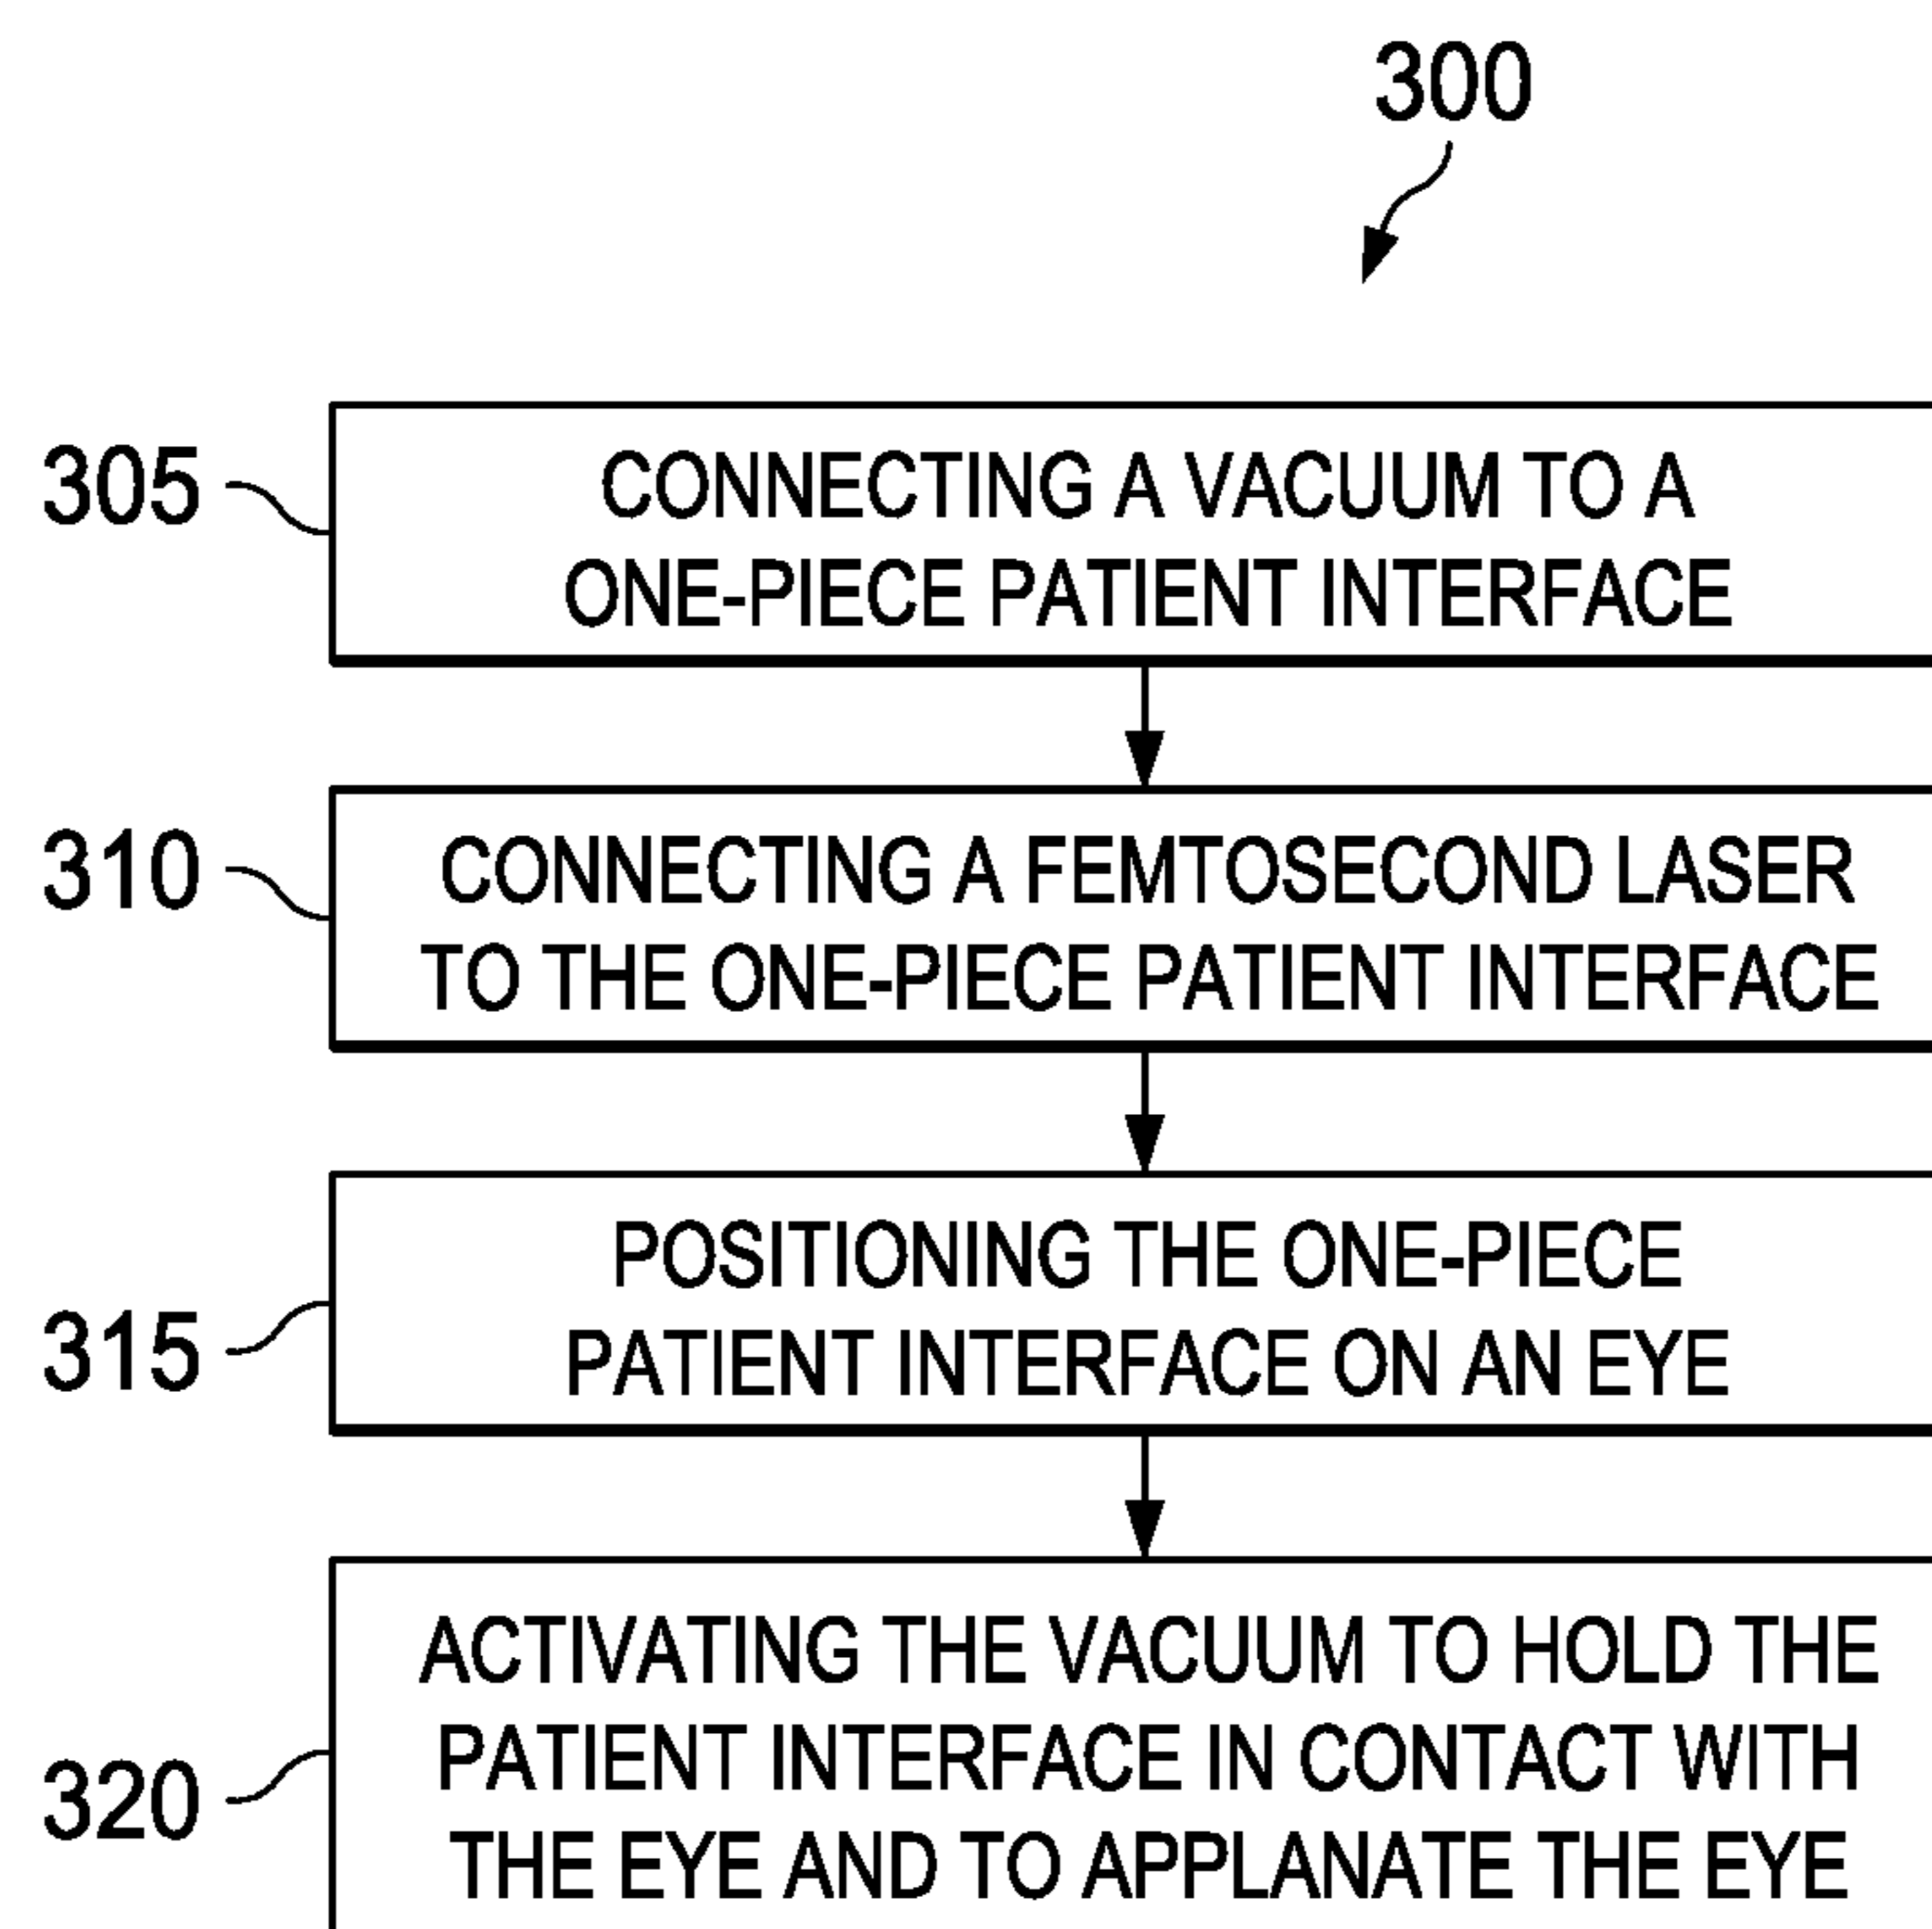 300
305
CONNECTING A VACUUM TO A
ONE-PIECE PATIENT INTERFACE
310
CONNECTING A FEMTOSECOND LASER
TO THE ONE-PIECE PATIENT INTERFACE
315
POSITIONING THE ONE-PIECE
PATIENT INTERFACE ON AN EYE
320
ACTIVATING THE VACUUM TO HOLD THE
PATIENT INTERFACE IN CONTACT WITH
THE EYE AND TO APPLANATE THE EYE